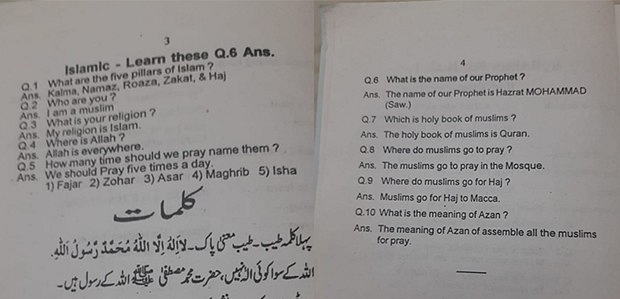 3
Islamic - Learn these Q.6 Ans.
Q.1 What are the five pillars of Islam ?
Ans. Kalma, Namaz, Roaza, Zakat, & Haj
Q.2 Who are you ?
Ans. I am a muslim
Q.3 What is your religion ?
Ans. My religion is Islam.
Q.4 Where is Allah ?
Ans. Allah is everywhere.
Q.5 How many time should we pray name them ?
Ans. We should Pray five times a day.
1) Fajar 2) Zohar 3) Asar 4) Maghrib 5) Isha
کلمات
پہلا کلمہ طیب۔ طیب معنی پاک۔ لَا اِلٰهَ اِلَّا اللّٰهُ مُحَمَّدٌ رَّسُوْلُ اللّٰهِ۔
اللہ کے سوا کوئی الٰہ نہیں، حضرت محمد مصطفیٰ ﷺ اللہ کے رسول ہیں۔
4
Q.6 What is the name of our Prophet ?
Ans. The name of our Prophet is Hazrat MOHAMMAD
(Saw.)
Q.7 Which is holy book of muslims ?
Ans. The holy book of muslims is Quran.
Q.8 Where do muslims go to pray ?
Ans. The muslims go to pray in the Mosque.
Q.9 Where do muslims go for Haj ?
Ans. Muslims go for Haj to Macca.
Q.10 What is the meaning of Azan ?
Ans. The meaning of Azan of assemble all the muslims
for pray.